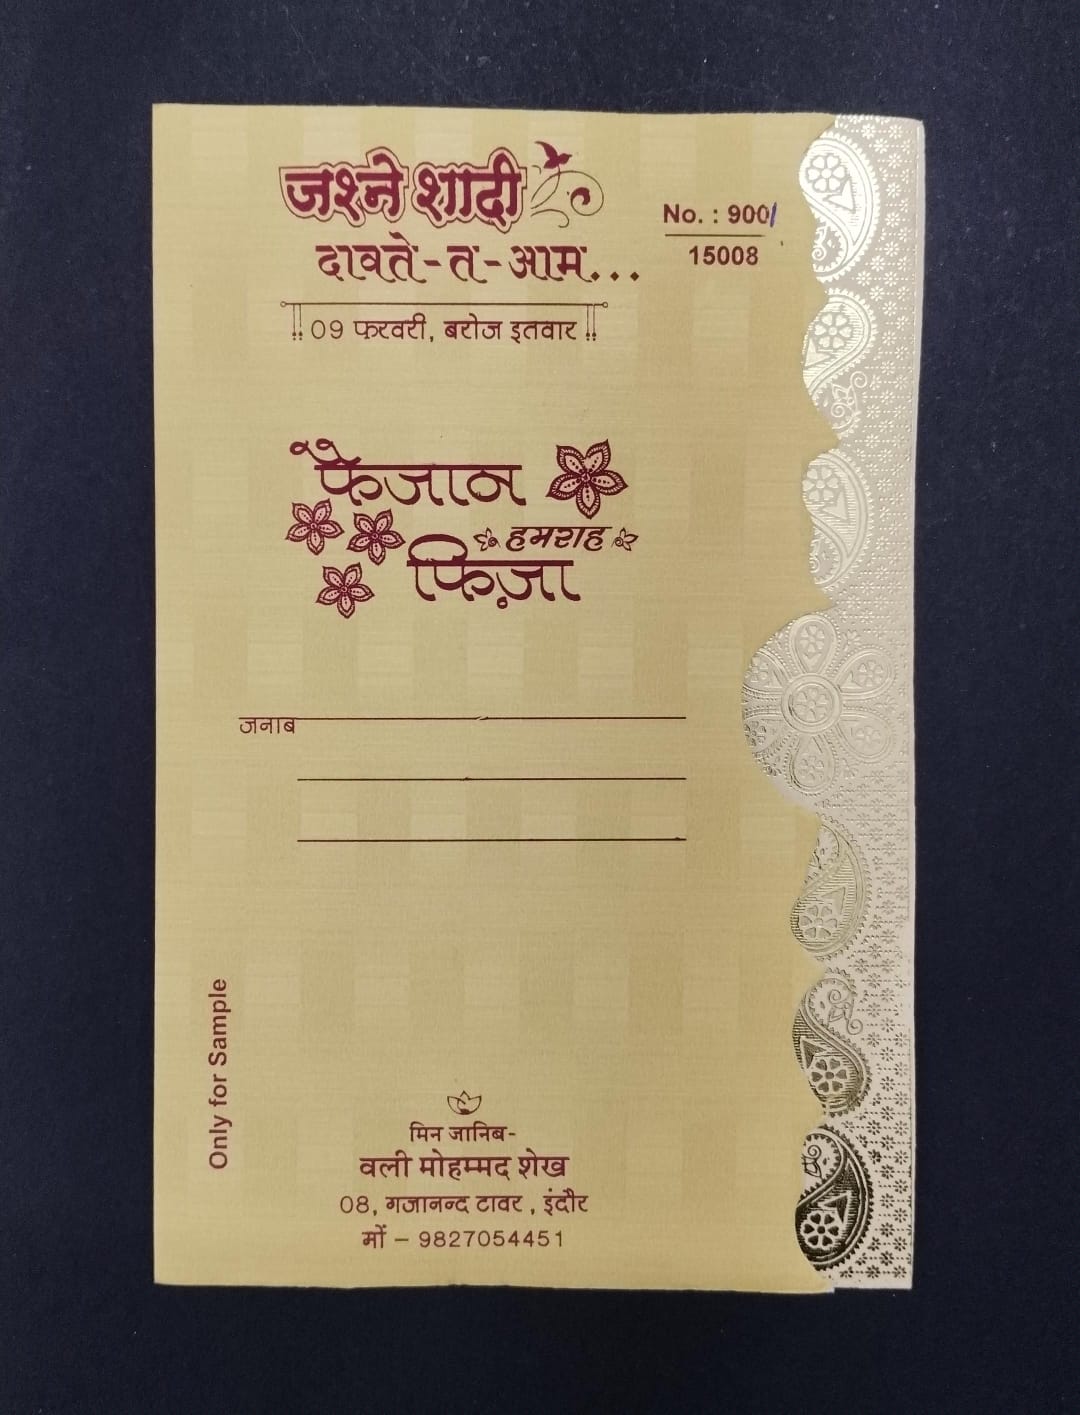 जश्ने शादी
दावते-त-आम...
No. : 9001
15008
09 फरवरी, बरोज इतवार
फैजान
हमराह
फिज़ा
जनाब
Only for Sample
मिन जानिब-
वली मोहम्मद शेख
08, गजानन्द टावर , इंदौर
मों – 9827054451